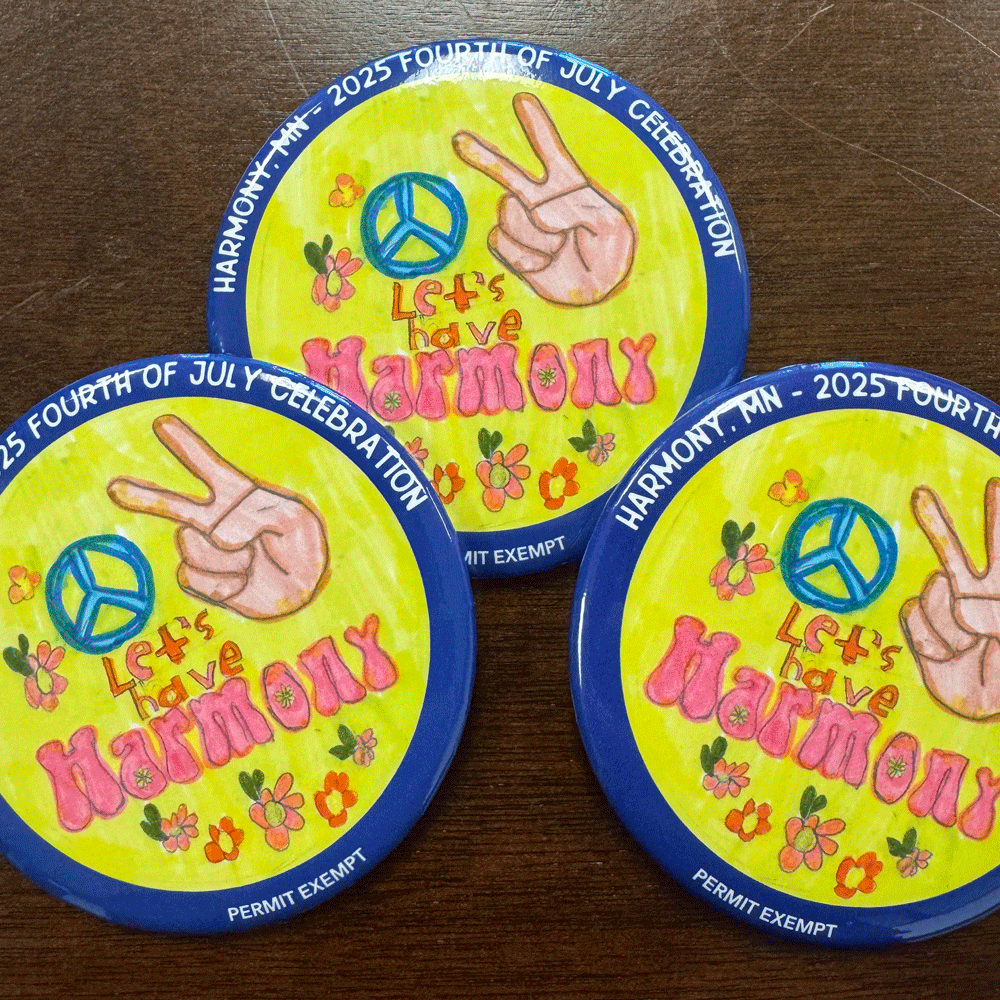 HARMONY, MN - 2025 FOURTH OF JULY CELEBRATION
Let's
have
Harmony
MIT EXEMPT
25 FOURTH OF JULY CELEBRATION
Let's
have
Harmony
PERMIT EXEMPT
HARMONY, MN - 2025 FOURTH
Let's
have
Harmony
PERMIT EXEMPT